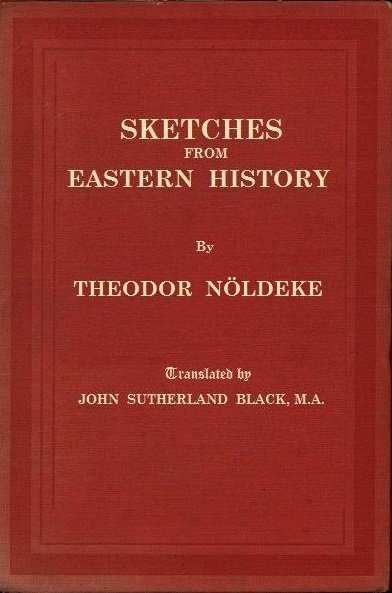 SKETCHES
FROM
EASTERN HISTORY
By
THEODOR NÖLDEKE
Translated by
JOHN SUTHERLAND BLACK, M.A.